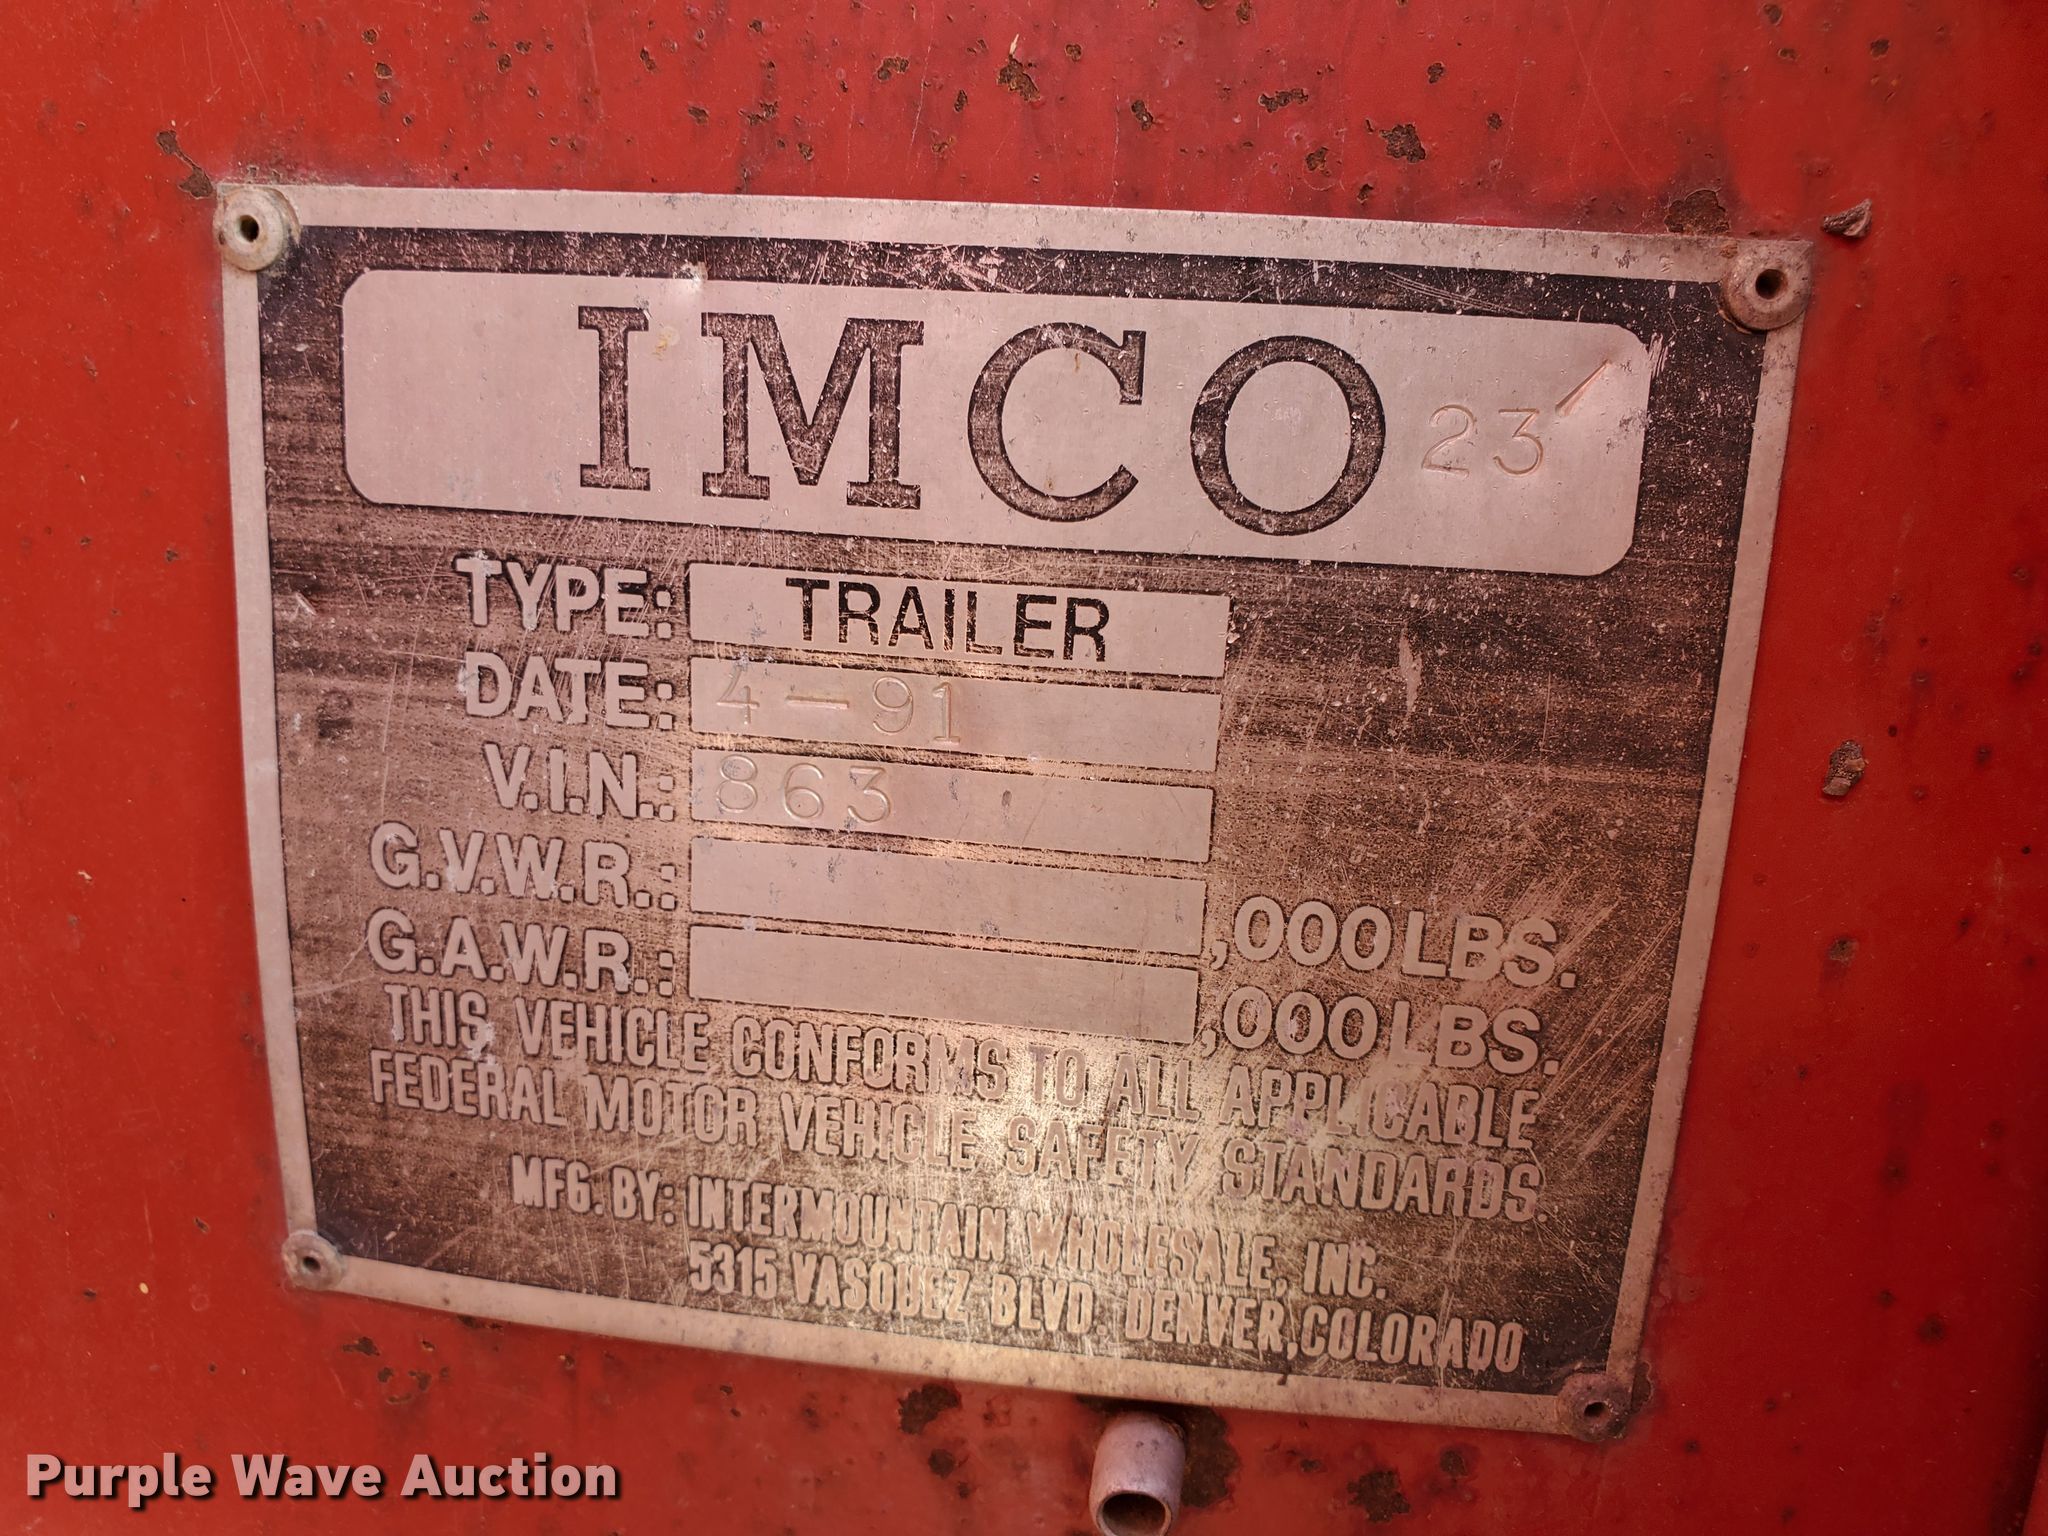 IMCO 23'
TYPE: TRAILER
DATE: 4-91
V.I.N.: 863
G.V.W.R.: ,000 LBS.
G.A.W.R.: ,000 LBS.
THIS VEHICLE CONFORMS TO ALL APPLICABLE
FEDERAL MOTOR VEHICLE SAFETY STANDARDS.
MFG. BY: INTERMOUNTAIN WHOLESALE, INC.
5315 VASQUEZ BLVD. DENVER, COLORADO
Purple Wave Auction